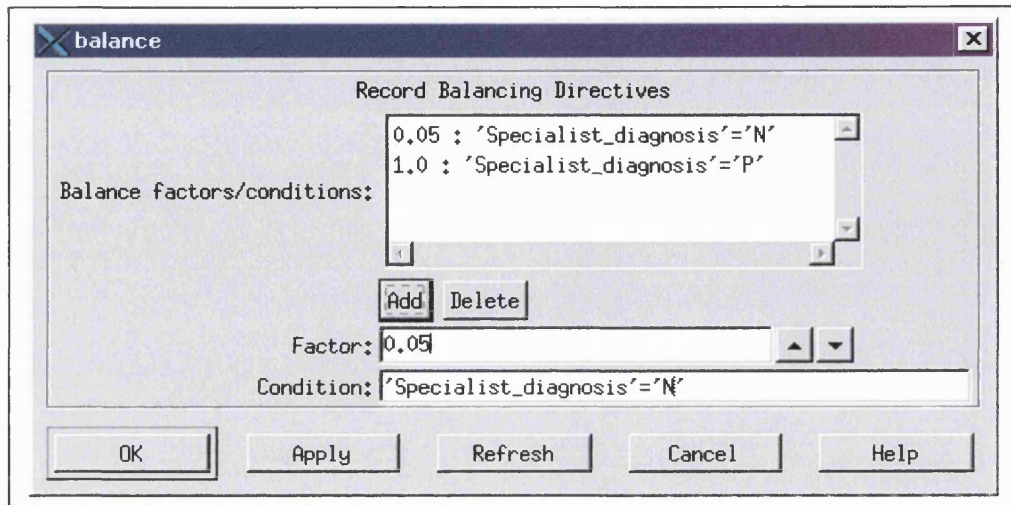 balance
Record Balancing Directives
Balance factors/conditions:
0.05 : 'Specialist_diagnosis'='N'
1.0 : 'Specialist_diagnosis'='P'
Add Delete
Factor: 0.05
Condition: 'Specialist_diagnosis'='N'
OK Apply Refresh Cancel Help